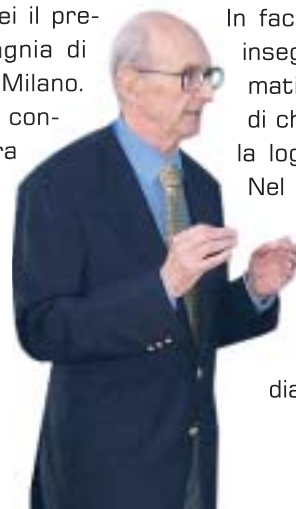 ei il pre-
agnia di
Milano.
con-
ra
In fac
inseg
mati
di ch
la log
Nel
dia